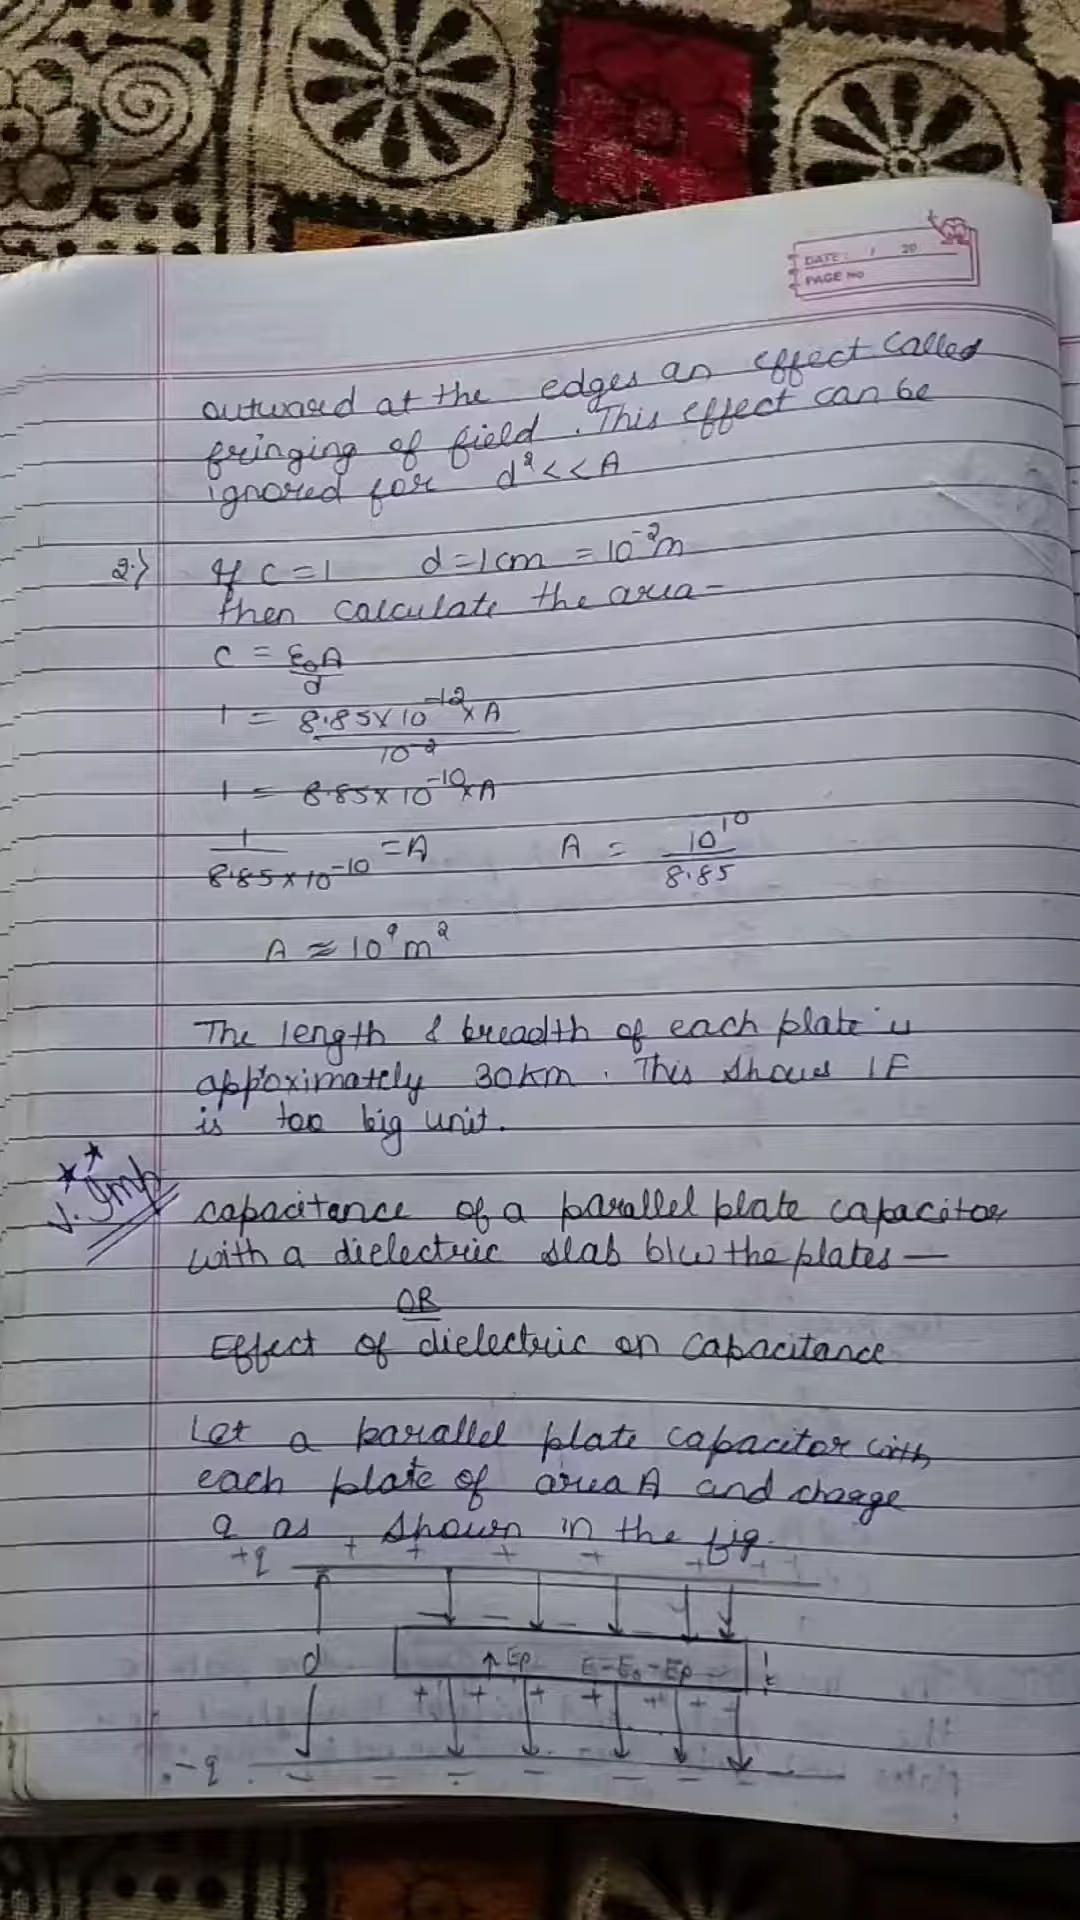 DATE: / 20
PAGE NO
outward at the edges an effect called
fringing of field. This effect can be
ignored for d²<<A
2.) If C=1 d=1cm =10⁻²m
then calculate the area-
C = ε₀A/d
1 = 8.85×10⁻¹²×A/10⁻²
1 = 8.85×10⁻¹⁰×A
1/8.85×10⁻¹⁰ =A A = 10¹⁰/8.85
A ≈ 10⁹m²
The length & breadth of each plate is
appoximately 30km. This shows 1F
is too big unit.
V. Imp
capacitance of a parallel plate capacitor
with a dielectric slab b/w the plates —
OR
Effect of dielectric on capacitance
Let a parallel plate capacitor with
each plate of area A and charge
q as shown in the fig.
+q + + + + + +
d
↑Ep E=E₀-Ep t
+ + + + + +
-q - - - - - - -